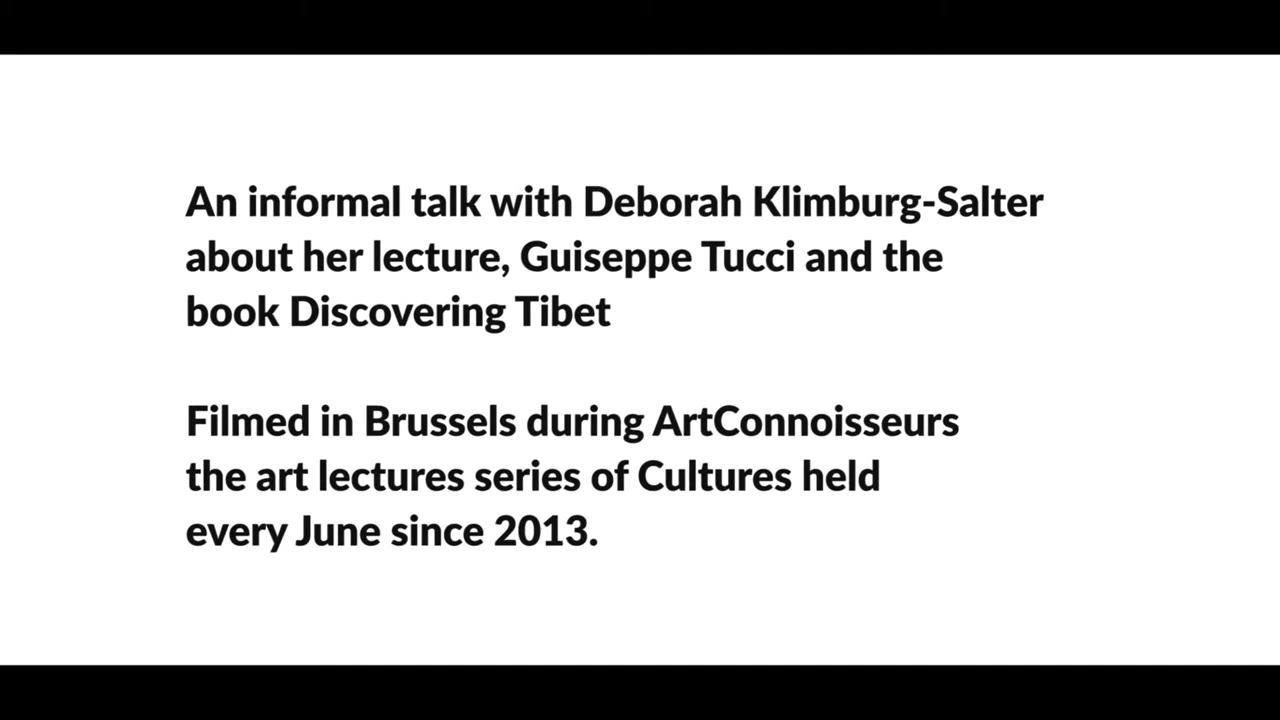 An informal talk with Deborah Klimburg-Salter
about her lecture, Guiseppe Tucci and the
book Discovering Tibet
Filmed in Brussels during ArtConnoisseurs
the art lectures series of Cultures held
every June since 2013.